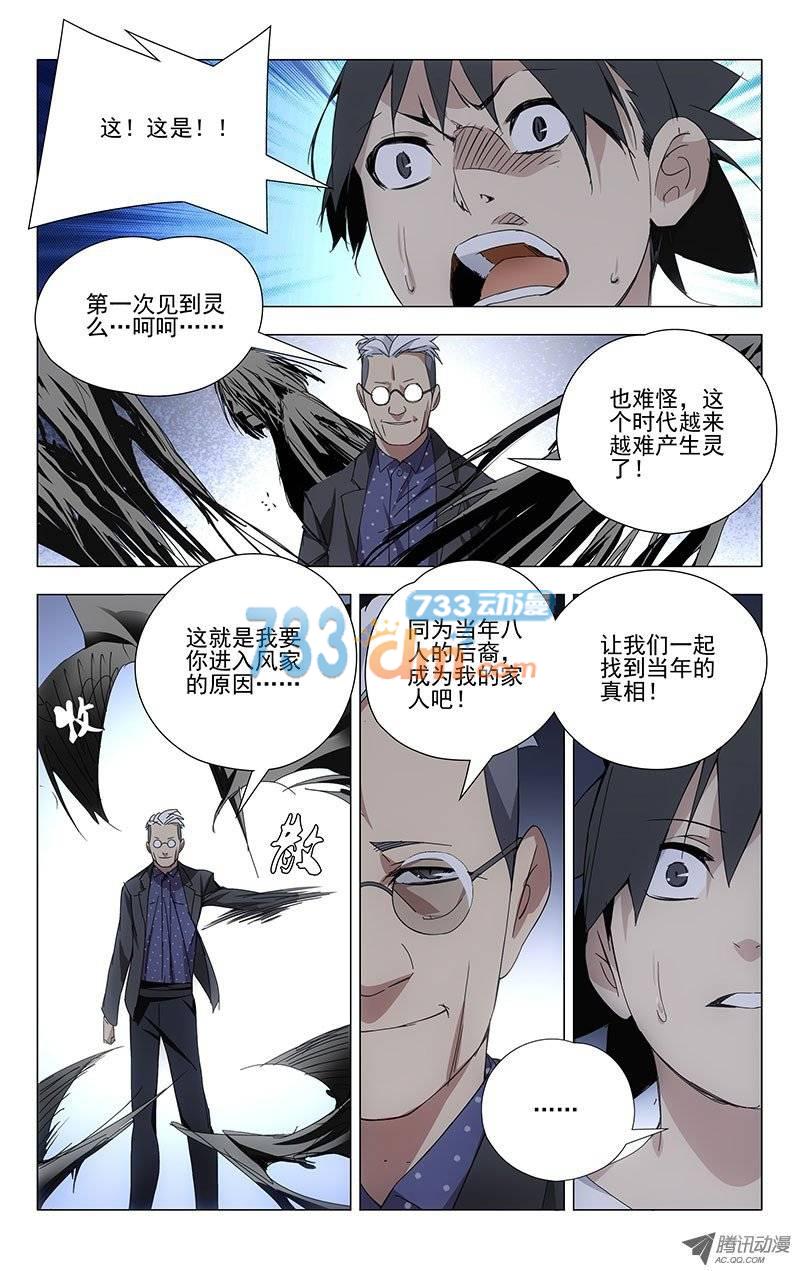 这！这是！！
第一次见到灵
么…呵呵……
也难怪，这
个时代越来
越难产生灵
了！
这就是我要
你进入风家
的原因……
733动漫
733dm
同为当年八
人的后裔，
成为我的家
人吧！
让我们一起
找到当年的
真相！
收
散
……
腾讯动漫
AC.QQ.COM